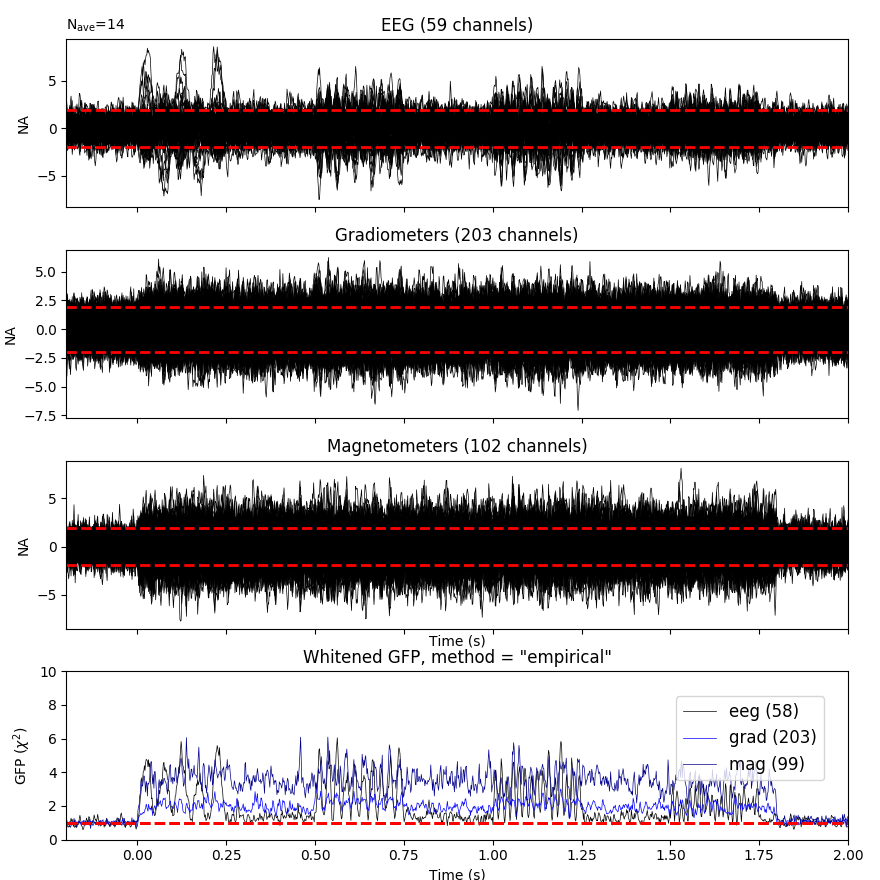 N_ave=14
EEG (59 channels)
5
0
−5
NA
Gradiometers (203 channels)
5.0
2.5
0.0
−2.5
−5.0
−7.5
NA
Magnetometers (102 channels)
5
0
−5
NA
Time (s)
Whitened GFP, method = "empirical"
10
8
6
4
2
0
GFP (χ²)
eeg (58)
grad (203)
mag (99)
0.00 0.25 0.50 0.75 1.00 1.25 1.50 1.75 2.00
Time (s)